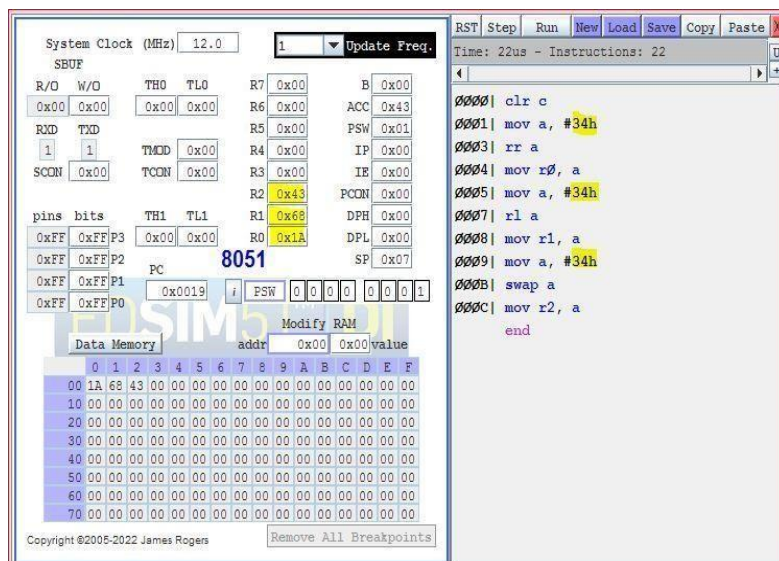 System Clock (MHz) 12.0 1 Update Freq.
SBUF
R/O W/O TH0 TL0 R7 0x00 B 0x00
0x00 0x00 0x00 0x00 R6 0x00 ACC 0x43
RXD TXD R5 0x00 PSW 0x01
1 1 TMOD 0x00 R4 0x00 IP 0x00
SCON 0x00 TCON 0x00 R3 0x00 IE 0x00
R2 0x43 PCON 0x00
pins bits TH1 TL1 R1 0x68 DPH 0x00
0xFF 0xFF P3 0x00 0x00 R0 0x1A DPL 0x00
0xFF 0xFF P2 8051 SP 0x07
0xFF 0xFF P1 PC
0xFF 0xFF P0 0x0019 i PSW 0 0 0 0 0 0 0 1
Modify RAM
Data Memory addr 0x00 0x00 value
0 1 2 3 4 5 6 7 8 9 A B C D E F
00 1A 68 43 00 00 00 00 00 00 00 00 00 00 00 00 00
10 00 00 00 00 00 00 00 00 00 00 00 00 00 00 00 00
20 00 00 00 00 00 00 00 00 00 00 00 00 00 00 00 00
30 00 00 00 00 00 00 00 00 00 00 00 00 00 00 00 00
40 00 00 00 00 00 00 00 00 00 00 00 00 00 00 00 00
50 00 00 00 00 00 00 00 00 00 00 00 00 00 00 00 00
60 00 00 00 00 00 00 00 00 00 00 00 00 00 00 00 00
70 00 00 00 00 00 00 00 00 00 00 00 00 00 00 00 00
Copyright ©2005-2022 James Rogers Remove All Breakpoints
RST Step Run New Load Save Copy Paste X
Time: 22us - Instructions: 22
ØØØØ| clr c
ØØØ1| mov a, #34h
ØØØ3| rr a
ØØØ4| mov rØ, a
ØØØ5| mov a, #34h
ØØØ7| rl a
ØØØ8| mov r1, a
ØØØ9| mov a, #34h
ØØØB| swap a
ØØØC| mov r2, a
end